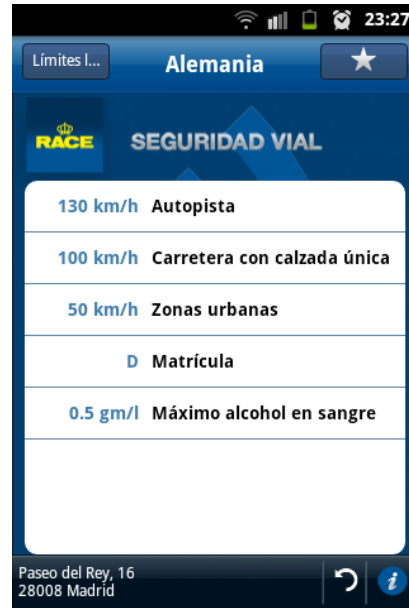 23:27
Límites l...
Alemania
RACE
SEGURIDAD VIAL
130 km/h Autopista
100 km/h Carretera con calzada única
50 km/h Zonas urbanas
D Matrícula
0.5 gm/l Máximo alcohol en sangre
Paseo del Rey, 16
28008 Madrid
i